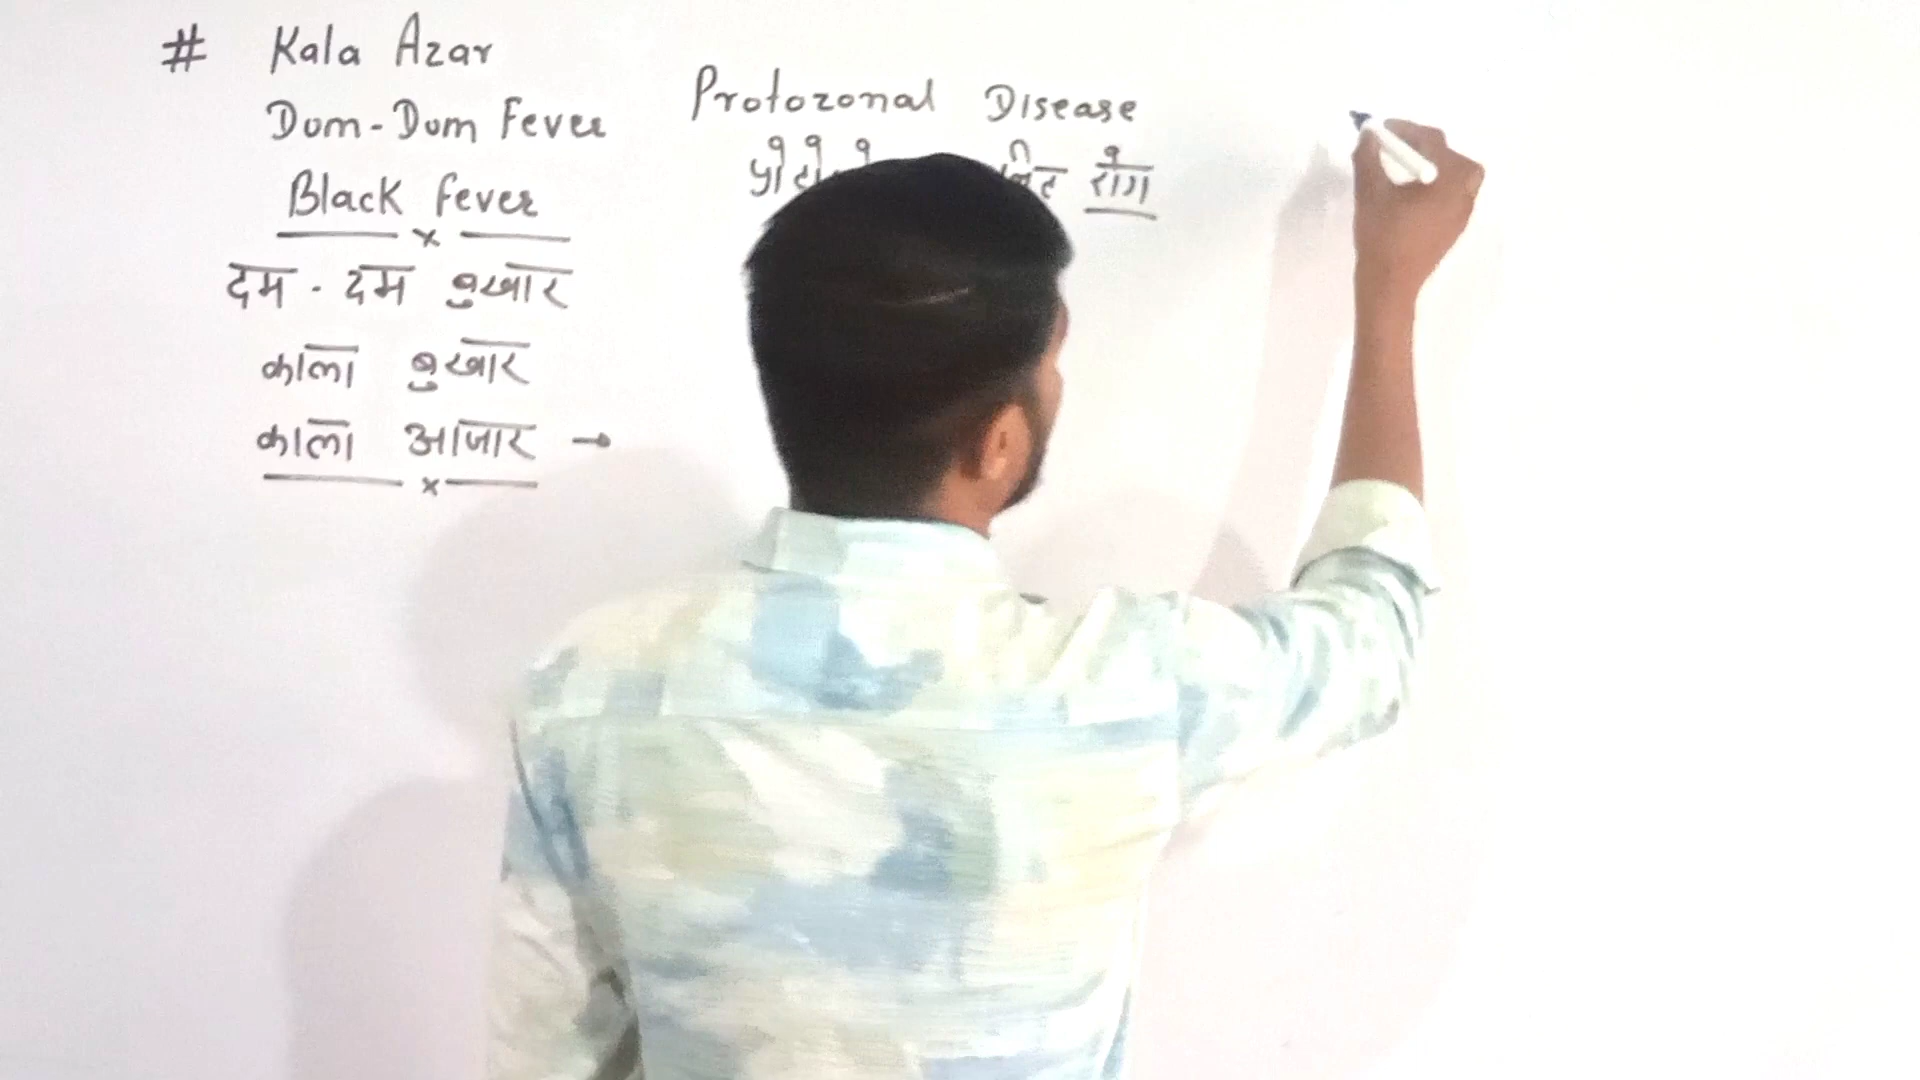 # Kala Azar
Dum-Dum Fever
Black fever
x
दम - दम बुखार
काला बुखार
काला आजार →
x
Protozonal Disease
रोग